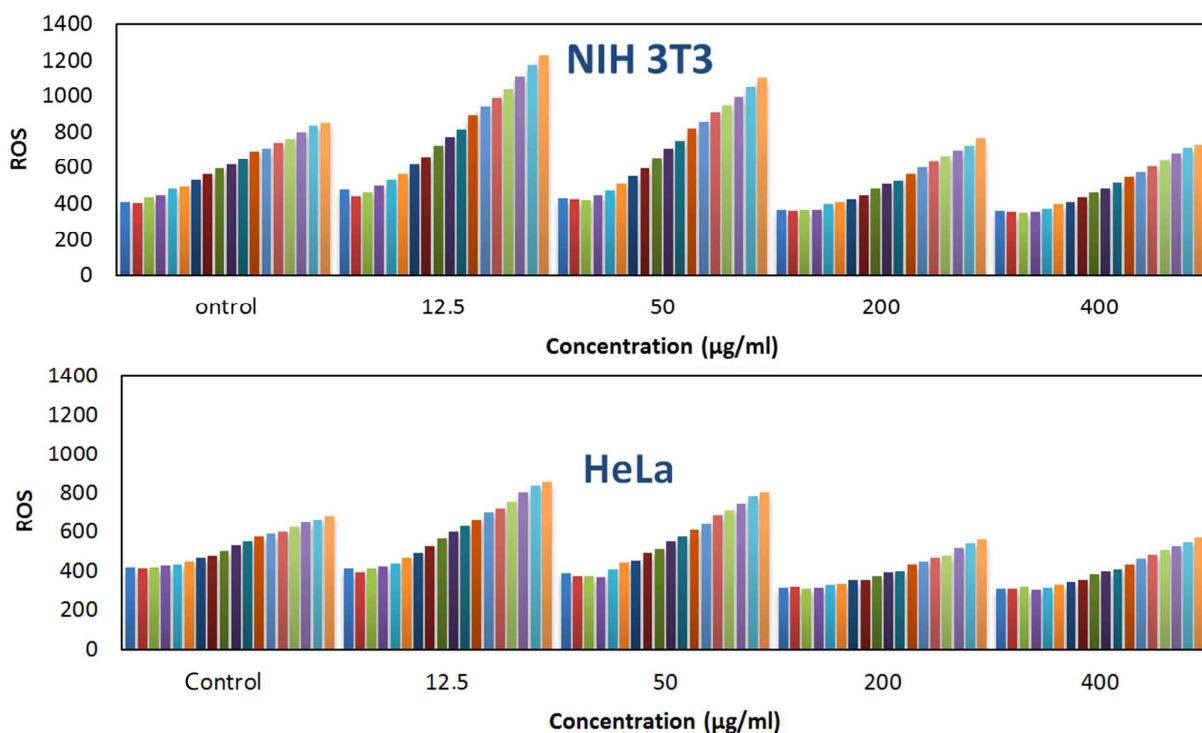 1400
NIH 3T3
1200
1000
800
ROS
600
400
200
0
ontrol 12.5 50 200 400
Concentration (µg/ml)
1400
1200
1000
HeLa
800
ROS
600
400
200
0
Control 12.5 50 200 400
Concentration (µg/ml)